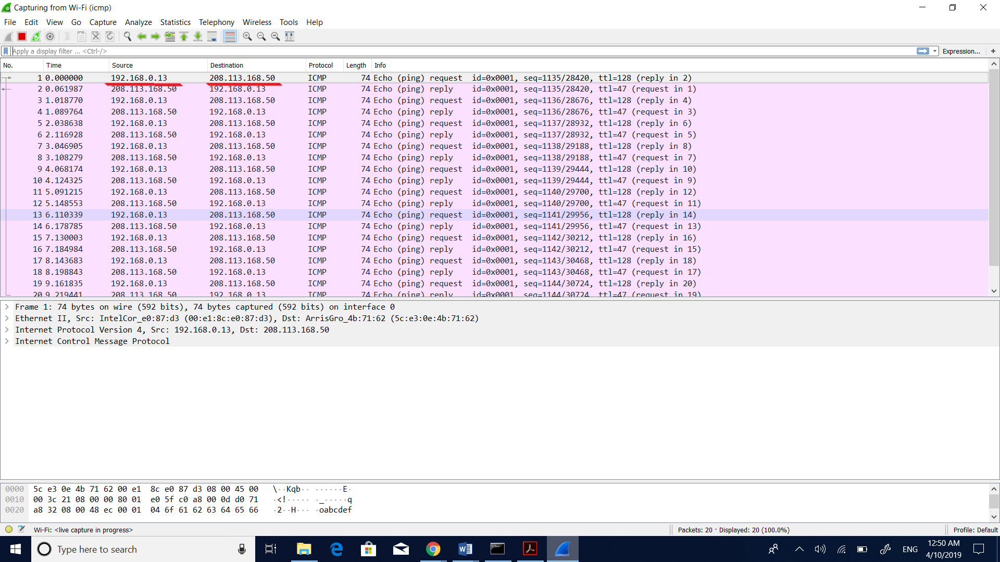 Capturing from Wi-Fi (icmp)
File Edit View Go Capture Analyze Statistics Telephony Wireless Tools Help
Apply a display filter ... <Ctrl-/> Expression... +
No. Time Source Destination Protocol Length Info
1 0.000000 192.168.0.13 208.113.168.50 ICMP 74 Echo (ping) request id=0x0001, seq=1135/28420, ttl=128 (reply in 2)
2 0.061987 208.113.168.50 192.168.0.13 ICMP 74 Echo (ping) reply id=0x0001, seq=1135/28420, ttl=47 (request in 1)
3 1.018770 192.168.0.13 208.113.168.50 ICMP 74 Echo (ping) request id=0x0001, seq=1136/28676, ttl=128 (reply in 4)
4 1.089764 208.113.168.50 192.168.0.13 ICMP 74 Echo (ping) reply id=0x0001, seq=1136/28676, ttl=47 (request in 3)
5 2.038638 192.168.0.13 208.113.168.50 ICMP 74 Echo (ping) request id=0x0001, seq=1137/28932, ttl=128 (reply in 6)
6 2.116928 208.113.168.50 192.168.0.13 ICMP 74 Echo (ping) reply id=0x0001, seq=1137/28932, ttl=47 (request in 5)
7 3.046905 192.168.0.13 208.113.168.50 ICMP 74 Echo (ping) request id=0x0001, seq=1138/29188, ttl=128 (reply in 8)
8 3.108279 208.113.168.50 192.168.0.13 ICMP 74 Echo (ping) reply id=0x0001, seq=1138/29188, ttl=47 (request in 7)
9 4.068174 192.168.0.13 208.113.168.50 ICMP 74 Echo (ping) request id=0x0001, seq=1139/29444, ttl=128 (reply in 10)
10 4.124325 208.113.168.50 192.168.0.13 ICMP 74 Echo (ping) reply id=0x0001, seq=1139/29444, ttl=47 (request in 9)
11 5.091215 192.168.0.13 208.113.168.50 ICMP 74 Echo (ping) request id=0x0001, seq=1140/29700, ttl=128 (reply in 12)
12 5.148553 208.113.168.50 192.168.0.13 ICMP 74 Echo (ping) reply id=0x0001, seq=1140/29700, ttl=47 (request in 11)
13 6.110339 192.168.0.13 208.113.168.50 ICMP 74 Echo (ping) request id=0x0001, seq=1141/29956, ttl=128 (reply in 14)
14 6.178785 208.113.168.50 192.168.0.13 ICMP 74 Echo (ping) reply id=0x0001, seq=1141/29956, ttl=47 (request in 13)
15 7.130003 192.168.0.13 208.113.168.50 ICMP 74 Echo (ping) request id=0x0001, seq=1142/30212, ttl=128 (reply in 16)
16 7.184984 208.113.168.50 192.168.0.13 ICMP 74 Echo (ping) reply id=0x0001, seq=1142/30212, ttl=47 (request in 15)
17 8.143683 192.168.0.13 208.113.168.50 ICMP 74 Echo (ping) request id=0x0001, seq=1143/30468, ttl=128 (reply in 18)
18 8.198843 208.113.168.50 192.168.0.13 ICMP 74 Echo (ping) reply id=0x0001, seq=1143/30468, ttl=47 (request in 17)
19 9.161835 192.168.0.13 208.113.168.50 ICMP 74 Echo (ping) request id=0x0001, seq=1144/30724, ttl=128 (reply in 20)
20 9.219441 208.113.168.50 192.168.0.13 ICMP 74 Echo (ping) reply id=0x0001, seq=1144/30724, ttl=47 (request in 19)
Frame 1: 74 bytes on wire (592 bits), 74 bytes captured (592 bits) on interface 0
Ethernet II, Src: IntelCor_e0:87:d3 (00:e1:8c:e0:87:d3), Dst: ArrisGro_4b:71:62 (5c:e3:0e:4b:71:62)
Internet Protocol Version 4, Src: 192.168.0.13, Dst: 208.113.168.50
Internet Control Message Protocol
0000 5c e3 0e 4b 71 62 00 e1 8c e0 87 d3 08 00 45 00 \··Kqb·· ······E·
0010 00 3c 21 08 00 00 80 01 e0 5f c0 a8 00 0d d0 71 ·<!····· ·_·····q
0020 a8 32 08 00 48 ec 00 01 04 6f 61 62 63 64 65 66 ·2··H··· ·oabcdef
Wi-Fi: <live capture in progress> Packets: 20 · Displayed: 20 (100.0%) Profile: Default
Type here to search
ENG
12:50 AM
4/10/2019